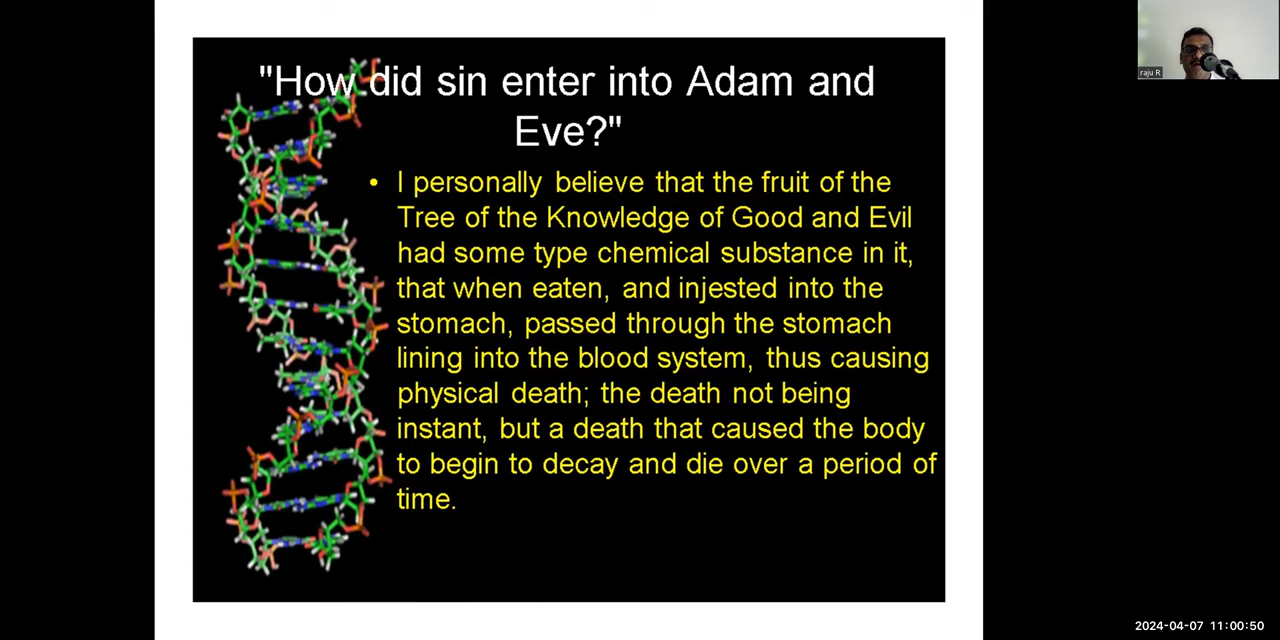 "How did sin enter into Adam and
Eve?"
• I personally believe that the fruit of the
Tree of the Knowledge of Good and Evil
had some type chemical substance in it,
that when eaten, and injested into the
stomach, passed through the stomach
lining into the blood system, thus causing
physical death; the death not being
instant, but a death that caused the body
to begin to decay and die over a period of
time.
raju R
2024-04-07 11:00:50